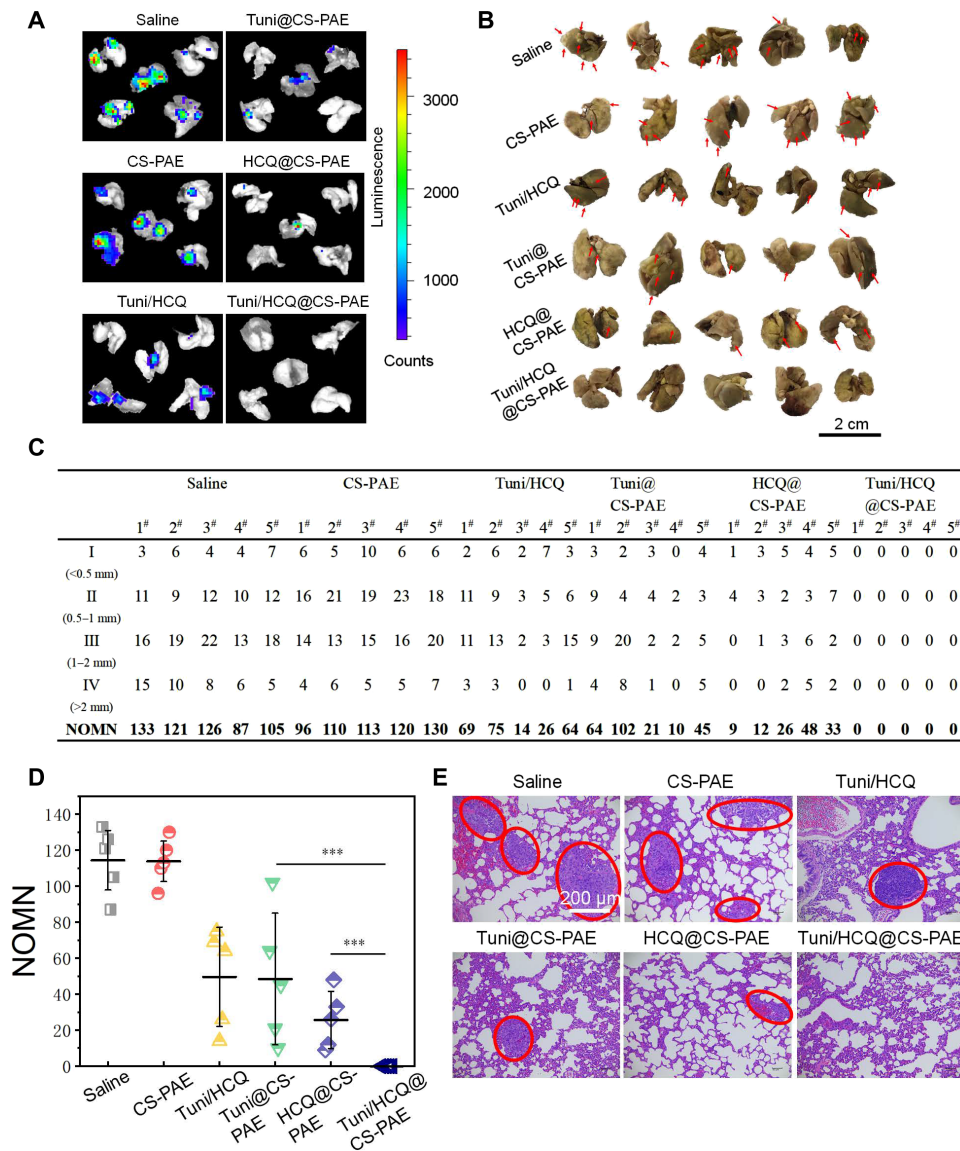 A
Saline Tuni@CS-PAE
CS-PAE HCQ@CS-PAE
Tuni/HCQ Tuni/HCQ@CS-PAE
3000
2000
1000
Luminescence
Counts
B
Saline
CS-PAE
Tuni/HCQ
Tuni@
CS-PAE
HCQ@
CS-PAE
Tuni/HCQ
@CS-PAE
2 cm
C
Saline CS-PAE Tuni/HCQ Tuni@ HCQ@ Tuni/HCQ
CS-PAE CS-PAE @CS-PAE
1# 2# 3# 4# 5# 1# 2# 3# 4# 5# 1# 2# 3# 4# 5# 1# 2# 3# 4# 5# 1# 2# 3# 4# 5# 1# 2# 3# 4# 5#
I 3 6 4 4 7 6 5 10 6 6 2 6 2 7 3 3 2 3 0 4 1 3 5 4 5 0 0 0 0 0
(<0.5 mm)
II 11 9 12 10 12 16 21 19 23 18 11 9 3 5 6 9 4 4 2 3 4 3 2 3 7 0 0 0 0 0
(0.5–1 mm)
III 16 19 22 13 18 14 13 15 16 20 11 13 2 3 15 9 20 2 2 5 0 1 3 6 2 0 0 0 0 0
(1–2 mm)
IV 15 10 8 6 5 4 6 5 5 7 3 3 0 0 1 4 8 1 0 5 0 0 2 5 2 0 0 0 0 0
(>2 mm)
NOMN 133 121 126 87 105 96 110 113 120 130 69 75 14 26 64 64 102 21 10 45 9 12 26 48 33 0 0 0 0 0
D
NOMN
140
120
100
80
60
40
20
0
***
***
Saline
CS-PAE
Tuni/HCQ
Tuni@CS-
PAE
HCQ@CS-
PAE
Tuni/HCQ@
CS-PAE
E
Saline CS-PAE Tuni/HCQ
200 μm
Tuni@CS-PAE HCQ@CS-PAE Tuni/HCQ@CS-PAE